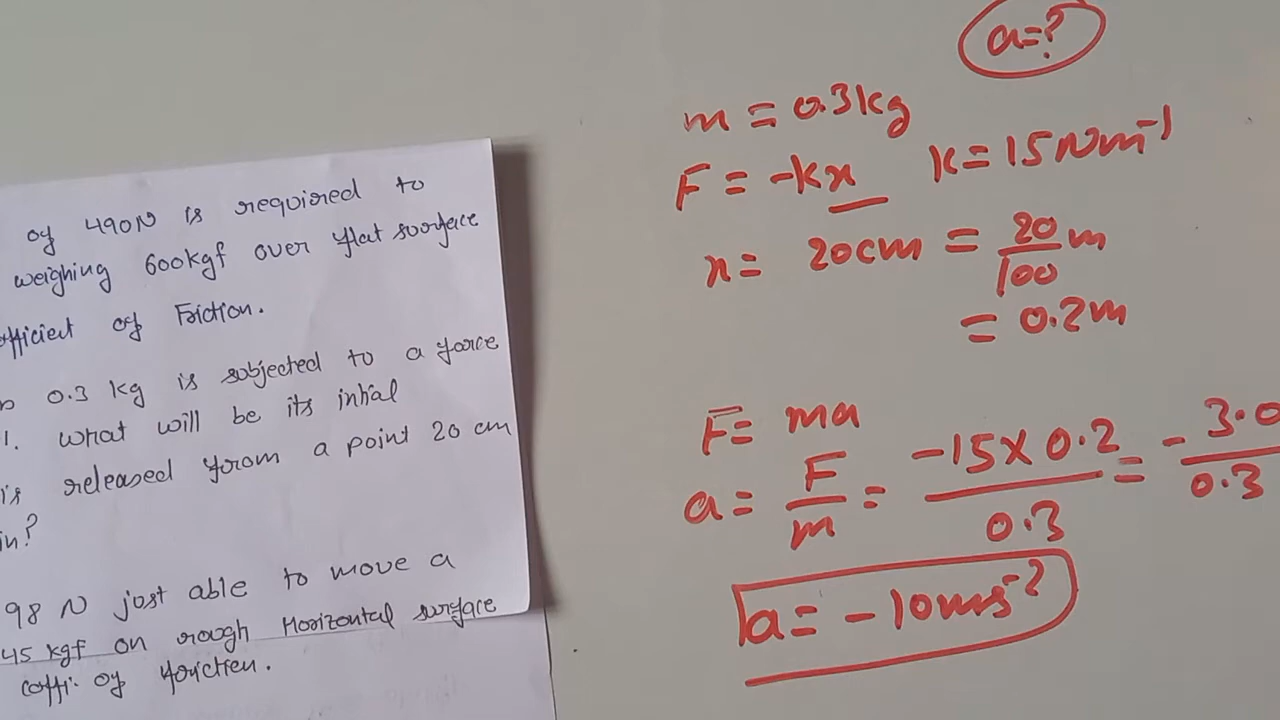 of 490N is required to
weighing 600kgf over flat surface
of Friction.
0.3 kg is subjected to a force
1. what will be its inhal
is released from a point 20 cm
in?
98 N just able to move a
45 kgf on rough Horizontal surface
coffi. of friction.
a=?
m = 0.3kg
F = -kx K = 15Nm⁻¹
x = 20cm = 20/100 m
= 0.2m
F = ma
a = F/m = -15×0.2/0.3 = -3.0/0.3
a = -10ms⁻²